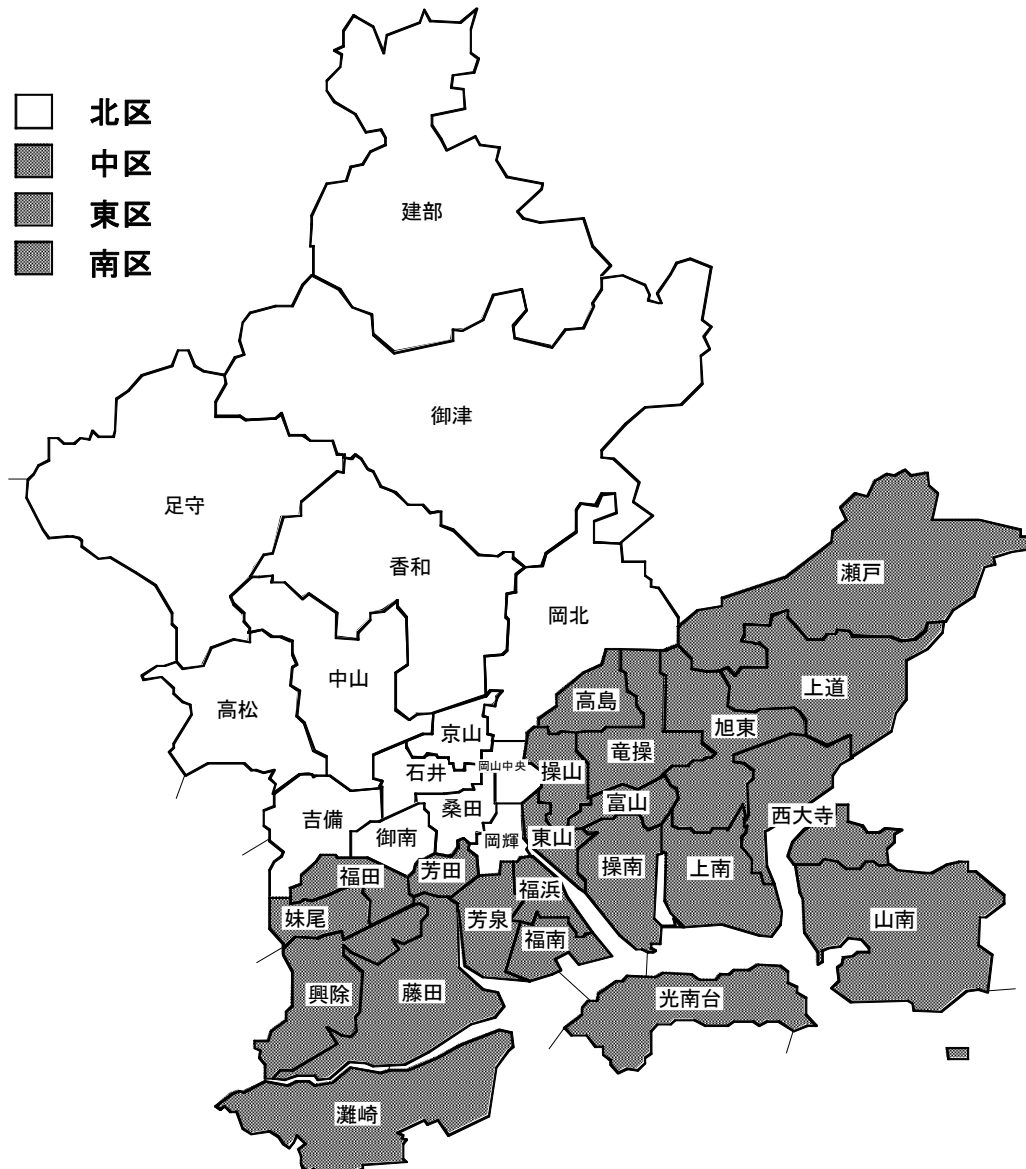 北区
中区
東区
南区
建部
御津
足守
香和
瀬戸
岡北
中山
上道
高島
高松
旭東
京山
竜操
岡山中央
石井
操山
富山
桑田
西大寺
吉備
御南
岡輝
東山
操南
上南
芳田
福田
福浜
妹尾
芳泉
山南
福南
興除
藤田
光南台
灘崎